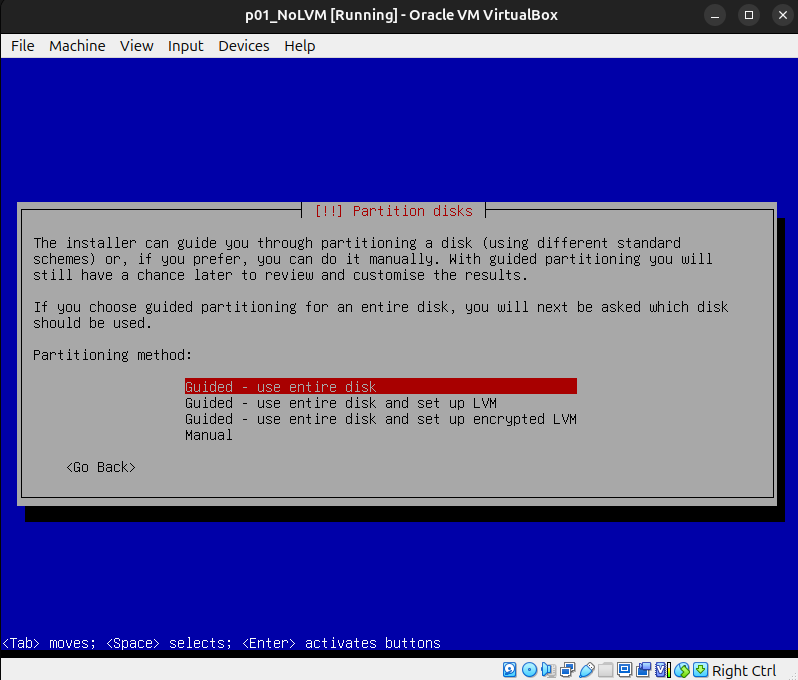 p01_NoLVM [Running] - Oracle VM VirtualBox
File Machine View Input Devices Help
[!!] Partition disks
The installer can guide you through partitioning a disk (using different standard
schemes) or, if you prefer, you can do it manually. With guided partitioning you will
still have a chance later to review and customise the results.
If you choose guided partitioning for an entire disk, you will next be asked which disk
should be used.
Partitioning method:
Guided - use entire disk
Guided - use entire disk and set up LVM
Guided - use entire disk and set up encrypted LVM
Manual
<Go Back>
<Tab> moves; <Space> selects; <Enter> activates buttons
Right Ctrl